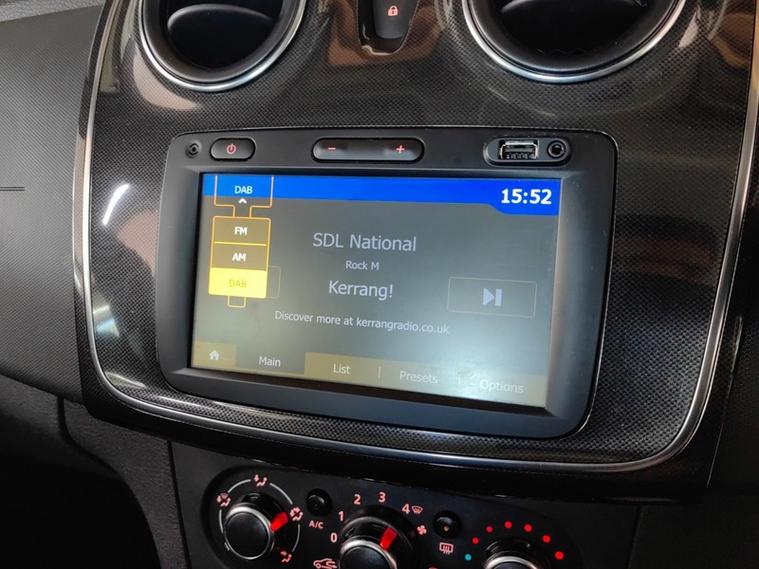 DAB
15:52
FM
AM
DAB
SDL National
Rock M
Kerrang!
Discover more at kerrangradio.co.uk
Main
List
Presets
Options
A/C
1
2
3
4